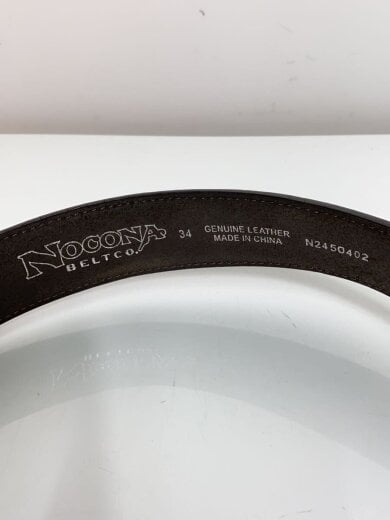 NOCONA
BELT CO.
34
GENUINE LEATHER
MADE IN CHINA
N2450402